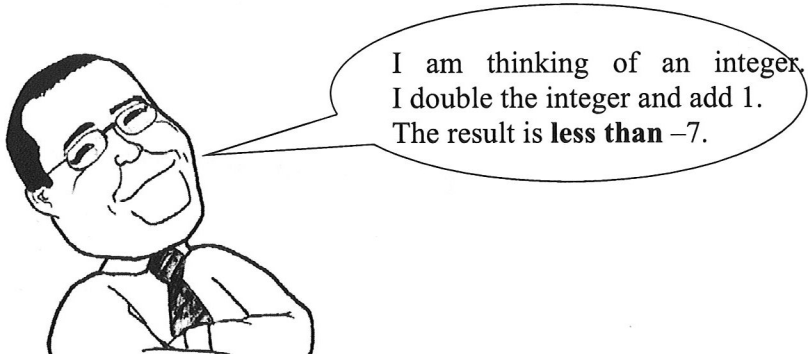 I am thinking of an integer.
I double the integer and add 1.
The result is less than –7.